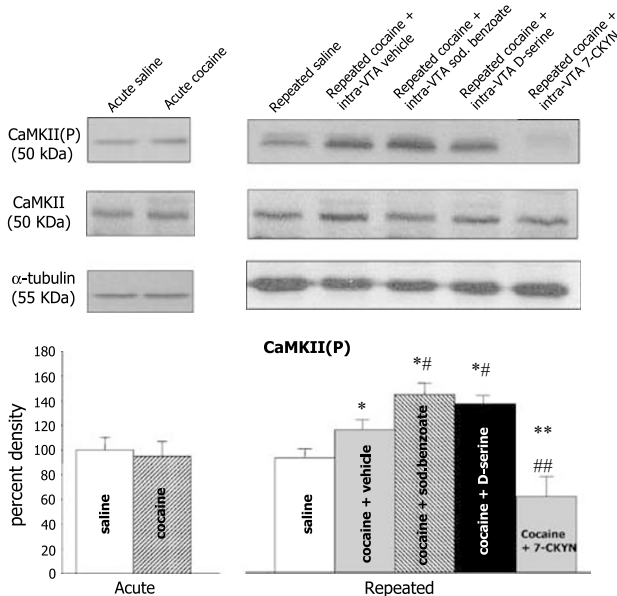 Acute saline
Acute cocaine
Repeated saline
Repeated cocaine +
intra-VTA vehicle
Repeated cocaine +
intra-VTA sod. benzoate
Repeated cocaine +
intra-VTA D-serine
Repeated cocaine +
intra-VTA 7-CKYN
CaMKII(P)
(50 kDa)
CaMKII
(50 KDa)
α-tubulin
(55 KDa)
CaMKII(P)
percent density
180
160
140
120
100
80
60
40
20
0
saline
cocaine
Acute
*
*#
*#
**
##
saline
cocaine + vehicle
cocaine + sod.benzoate
cocaine + D-serine
Cocaine
+ 7-CKYN
Repeated